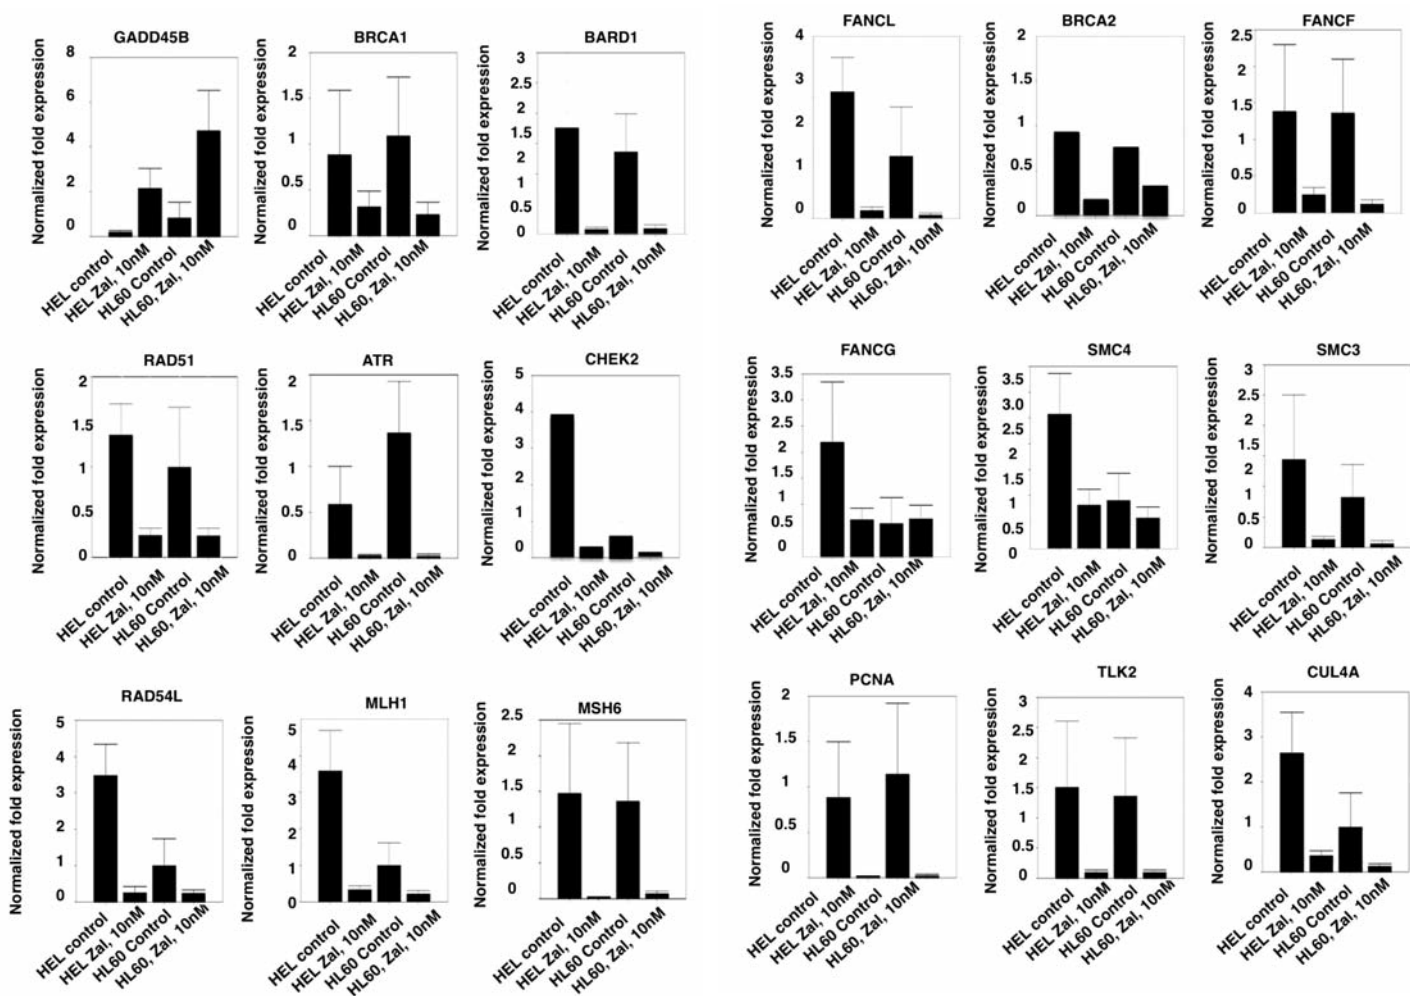 GADD45B
Normalized fold expression
8
6
4
2
0
HEL control
HEL Zal, 10nM
HL60 Control
HL60, Zal, 10nM
BRCA1
Normalized fold expression
2
1.5
1
0.5
0
HEL control
HEL Zal, 10nM
HL60 Control
HL60, Zal, 10nM
BARD1
Normalized fold expression
3
2.5
1.5
2
1
0.5
0
HEL control
HEL Zal, 10nM
HL60 Control
HL60, Zal, 10nM
FANCL
Normalized fold expression
4
3
2
1
0
HEL control
HEL Zal, 10nM
HL60 Control
HL60, Zal, 10nM
BRCA2
Normalized fold expression
2
1.5
1
0.5
0
HEL control
HEL Zal, 10nM
HL60 Control
HL60, Zal, 10nM
FANCF
Normalized fold expression
2.5
2
1.5
1
0.5
0
HEL control
HEL Zal, 10nM
HL60 Control
HL60, Zal, 10nM
RAD51
Normalized fold expression
2
1.5
1
0.5
0
HEL control
HEL Zal, 10nM
HL60 Control
HL60, Zal, 10nM
ATR
Normalized fold expression
2
1.5
1
0.5
0
HEL control
HEL Zal, 10nM
HL60 Control
HL60, Zal, 10nM
CHEK2
Normalized fold expression
5
4
3
2
1
0
HEL control
HEL Zal, 10nM
HL60 Control
HL60, Zal, 10nM
FANCG
Normalized fold expression
3.5
3.0
2.5
2
1.5
1
0.5
0
HEL control
HEL Zal, 10nM
HL60 Control
HL60, Zal, 10nM
SMC4
Normalized fold expression
3.5
3.0
2.5
2
1.5
1
0.5
0
HEL control
HEL Zal, 10nM
HL60 Control
HL60, Zal, 10nM
SMC3
Normalized fold expression
3
2.5
1.5
2
1
0.5
0
HEL control
HEL Zal, 10nM
HL60 Control
HL60, Zal, 10nM
RAD54L
Normalized fold expression
5
4
3
2
1
0
HEL control
HEL Zal, 10nM
HL60 Control
HL60, Zal, 10nM
MLH1
Normalized fold expression
5
4
3
2
1
0
HEL control
HEL Zal, 10nM
HL60 Control
HL60, Zal, 10nM
MSH6
Normalized fold expression
2.5
2
1.5
1
0.5
0
HEL control
HEL Zal, 10nM
HL60 Control
HL60, Zal, 10nM
PCNA
Normalized fold expression
2
1.5
1
0.5
0
HEL control
HEL Zal, 10nM
HL60 Control
HL60, Zal, 10nM
TLK2
Normalized fold expression
3
2.5
2
1.5
1
0.5
0
HEL control
HEL Zal, 10nM
HL60 Control
HL60, Zal, 10nM
CUL4A
Normalized fold expression
4
3
2
1
0
HEL control
HEL Zal, 10nM
HL60 Control
HL60, Zal, 10nM